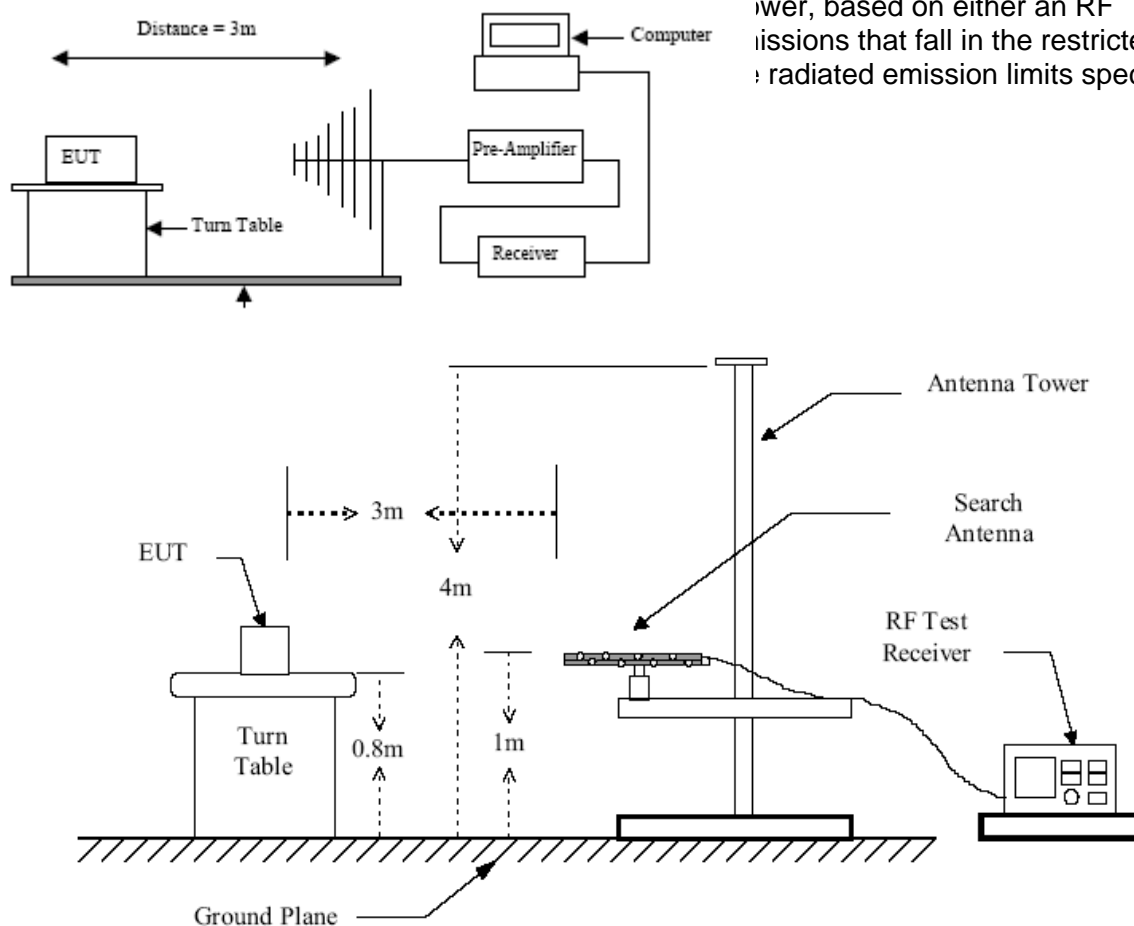 ower, based on either an RF
issions that fall in the restricte
radiated emission limits spec
Distance = 3m
Computer
EUT
Pre-Amplifier
Turn Table
Receiver
Antenna Tower
3m
Search
Antenna
EUT
4m
RF Test
Receiver
Turn
Table
0.8m
1m
Ground Plane